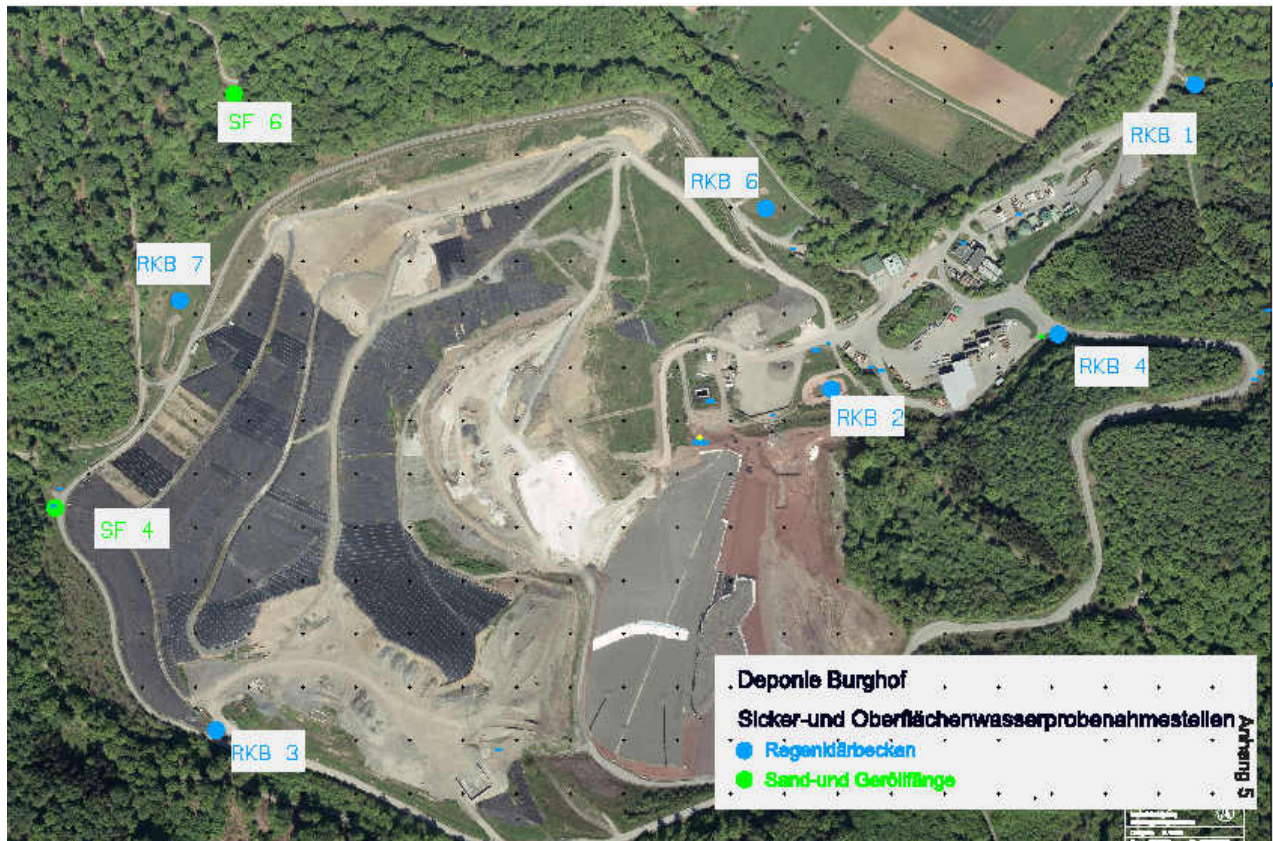 SF 6
RKB 1
RKB 6
RKB 7
RKB 4
RKB 2
SF 4
RKB 3
Deponie Burghof
Sicker-und Oberflächenwasserprobenahmestellen
Regenklärbecken
Sand-und Geröllfänge
Anhang 5